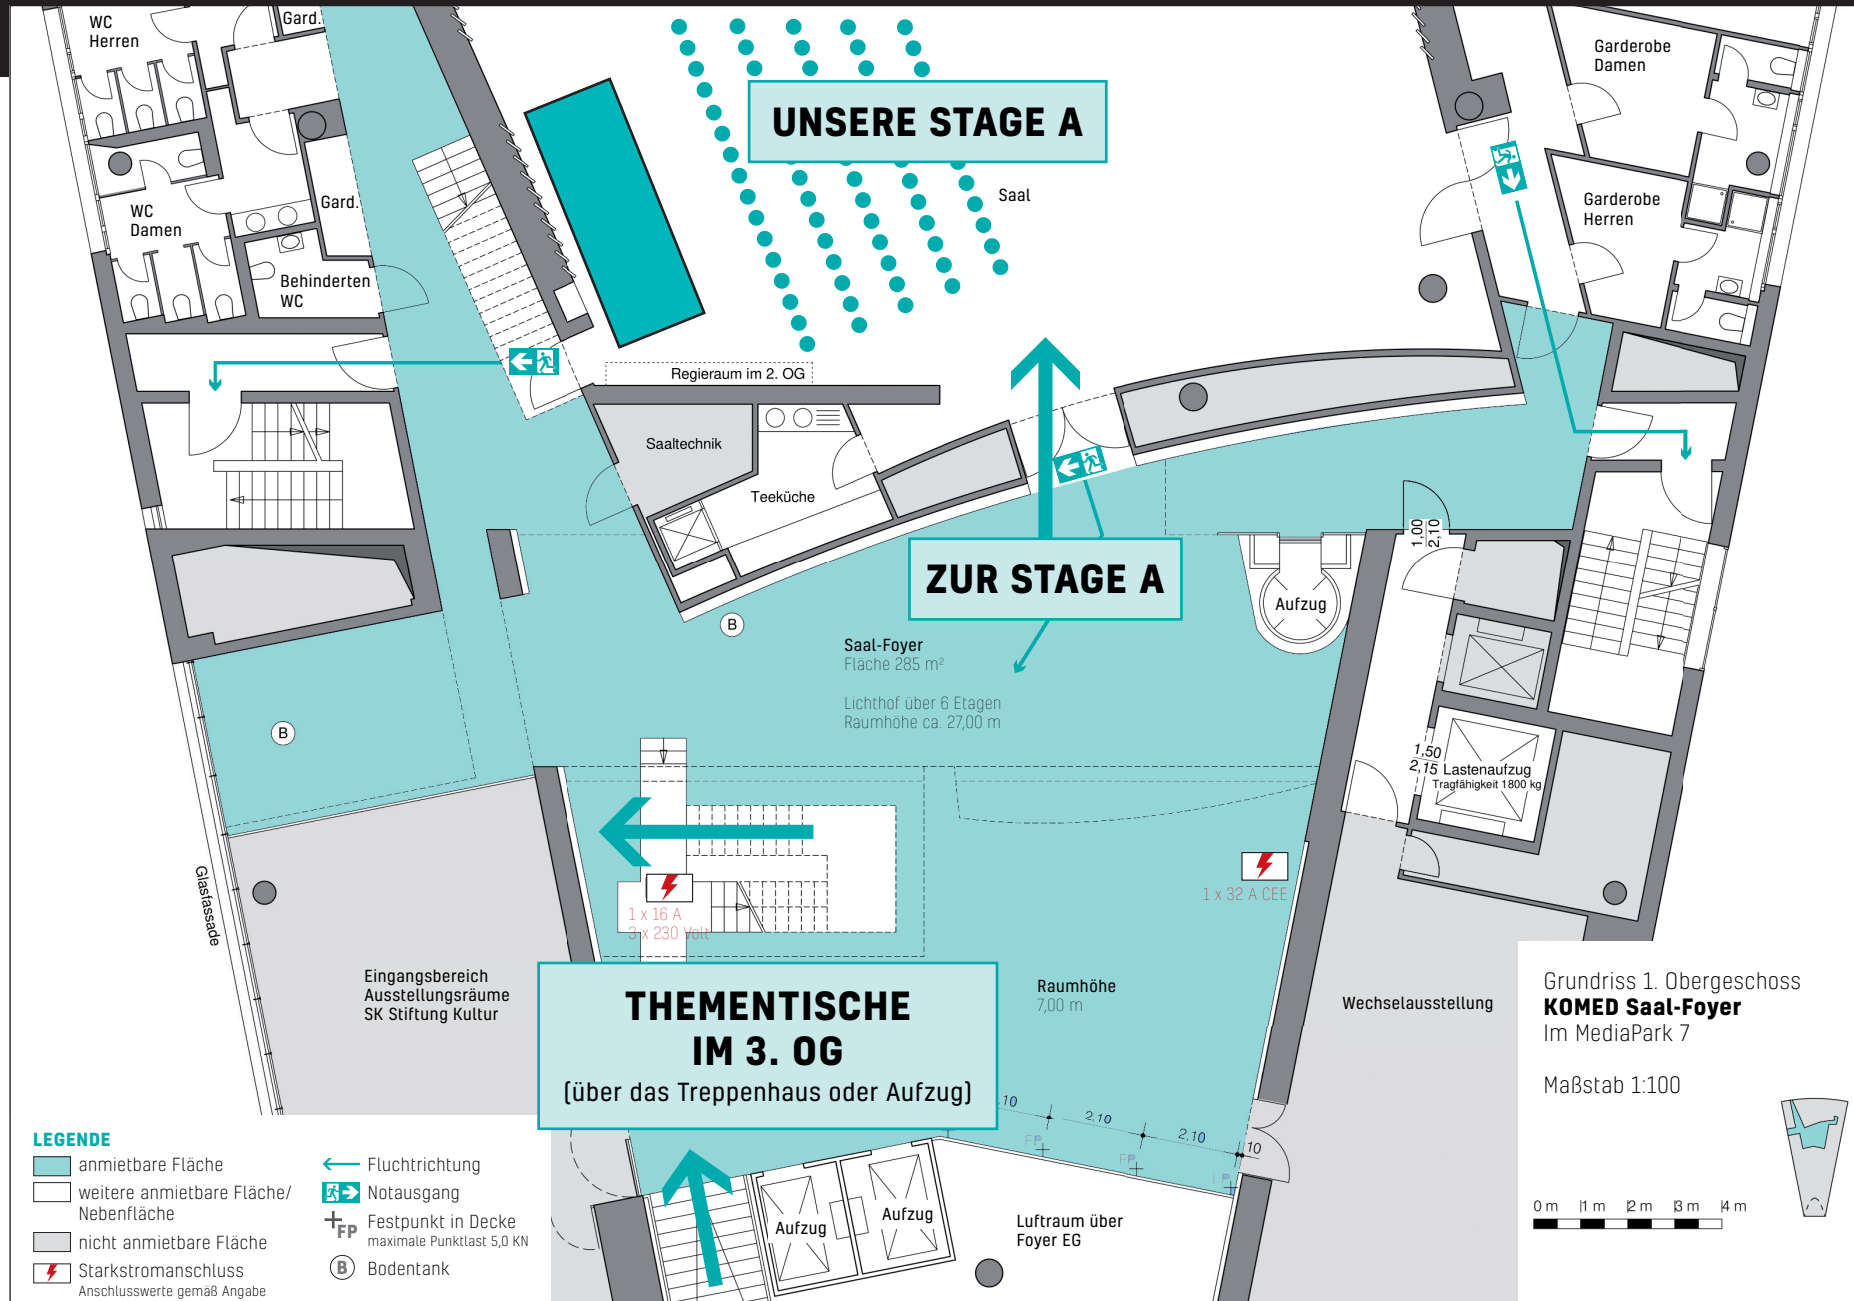 WC
Herren
Gard.
UNSERE STAGE A
Garderobe
Damen
WC
Damen
Gard.
Saal
Garderobe
Herren
Behinderten
WC
Regieraum im 2. OG
Saaltechnik
Teeküche
1,00
2,10
ZUR STAGE A
Aufzug
B
Saal-Foyer
Fläche 285 m²
Lichthof über 6 Etagen
Raumhöhe ca. 27,00 m
B
1,50
2,15
Lastenaufzug
Tragfähigkeit 1800 kg
Glasfassade
1 x 16 A
3 x 230 Volt
1 x 32 A CEE
Eingangsbereich
Ausstellungsräume
SK Stiftung Kultur
THEMENTISCHE
IM 3. OG
(über das Treppenhaus oder Aufzug)
Raumhöhe
7,00 m
Wechselausstellung
Grundriss 1. Obergeschoss
KOMED Saal-Foyer
Im MediaPark 7
Maßstab 1:100
2,10
2,10
10
FP
FP
Aufzug
Aufzug
Luftraum über
Foyer EG
0 m 1 m 2 m 3 m 4 m
LEGENDE
anmietbare Fläche
weitere anmietbare Fläche/
Nebenfläche
nicht anmietbare Fläche
Starkstromanschluss
Anschlusswerte gemäß Angabe
Fluchtrichtung
Notausgang
FP Festpunkt in Decke
maximale Punktlast 5,0 KN
B Bodentank